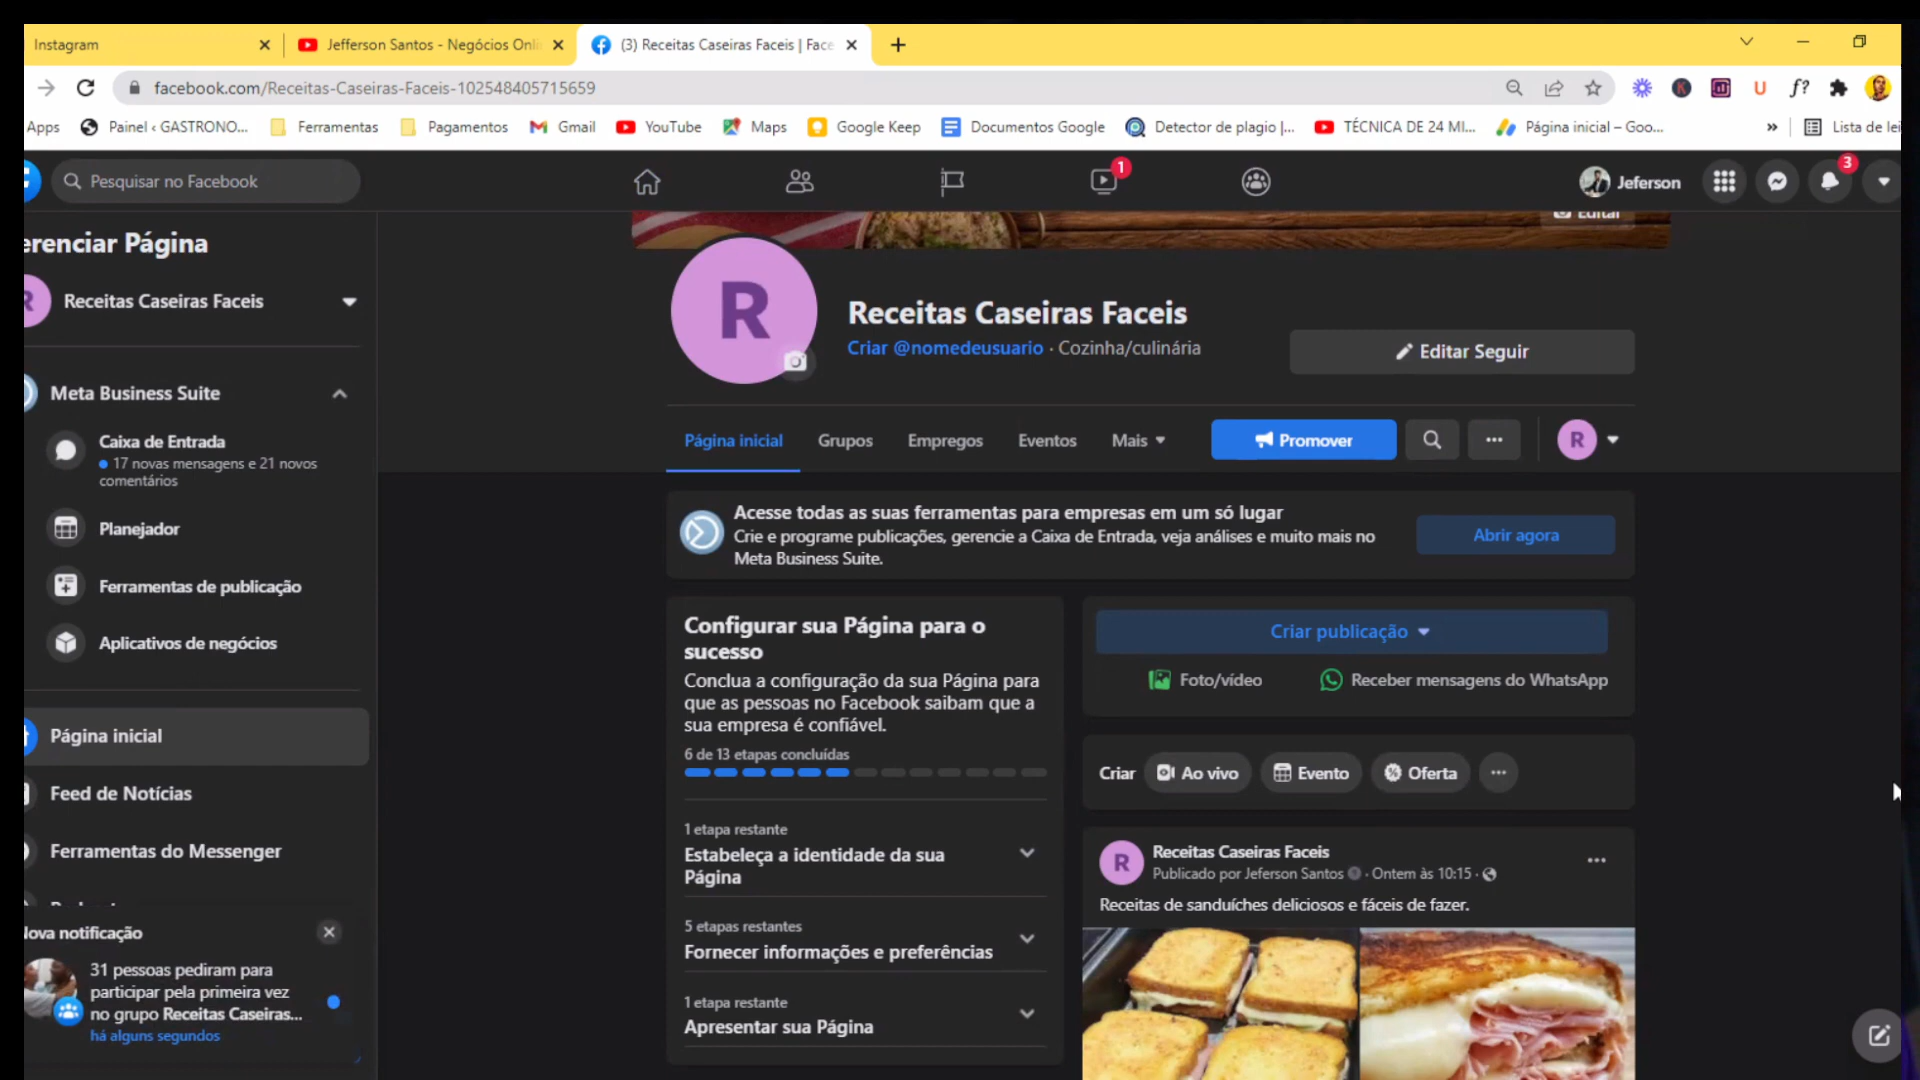 Instagram
Jefferson Santos - Negócios Onli
(3) Receitas Caseiras Faceis | Face
facebook.com/Receitas-Caseiras-Faceis-102548405715659
Apps
Painel ‹ GASTRONO...
Ferramentas
Pagamentos
Gmail
YouTube
Maps
Google Keep
Documentos Google
Detector de plagio |...
TÉCNICA DE 24 MI...
Página inicial – Goo...
»
Lista de lei
Pesquisar no Facebook
1
Jeferson
3
erenciar Página
Receitas Caseiras Faceis
Meta Business Suite
Caixa de Entrada
17 novas mensagens e 21 novos
comentários
Planejador
Ferramentas de publicação
Aplicativos de negócios
Página inicial
Feed de Notícias
Ferramentas do Messenger
ova notificação
31 pessoas pediram para
participar pela primeira vez
no grupo Receitas Caseiras...
há alguns segundos
Editar
R
Receitas Caseiras Faceis
Criar @nomedeusuario · Cozinha/culinária
Editar Seguir
Página inicial
Grupos
Empregos
Eventos
Mais
Promover
R
Acesse todas as suas ferramentas para empresas em um só lugar
Crie e programe publicações, gerencie a Caixa de Entrada, veja análises e muito mais no
Meta Business Suite.
Abrir agora
Configurar sua Página para o
sucesso
Conclua a configuração da sua Página para
que as pessoas no Facebook saibam que a
sua empresa é confiável.
6 de 13 etapas concluídas
1 etapa restante
Estabeleça a identidade da sua
Página
5 etapas restantes
Fornecer informações e preferências
1 etapa restante
Apresentar sua Página
Criar publicação
Foto/vídeo
Receber mensagens do WhatsApp
Criar
Ao vivo
Evento
Oferta
R
Receitas Caseiras Faceis
Publicado por Jeferson Santos · Ontem às 10:15 ·
Receitas de sanduíches deliciosos e fáceis de fazer.